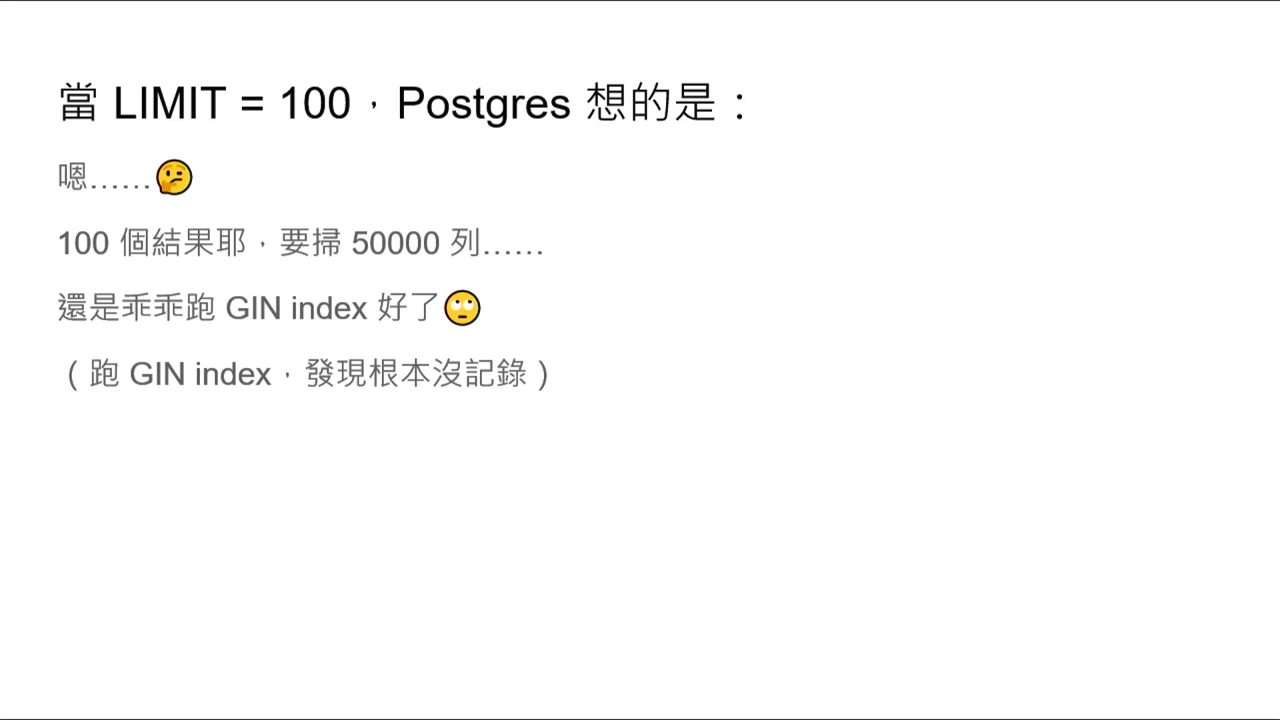 當 LIMIT = 100，Postgres 想的是：
嗯……🤔
100 個結果耶，要掃 50000 列……
還是乖乖跑 GIN index 好了🙄
（跑 GIN index，發現根本沒記錄）